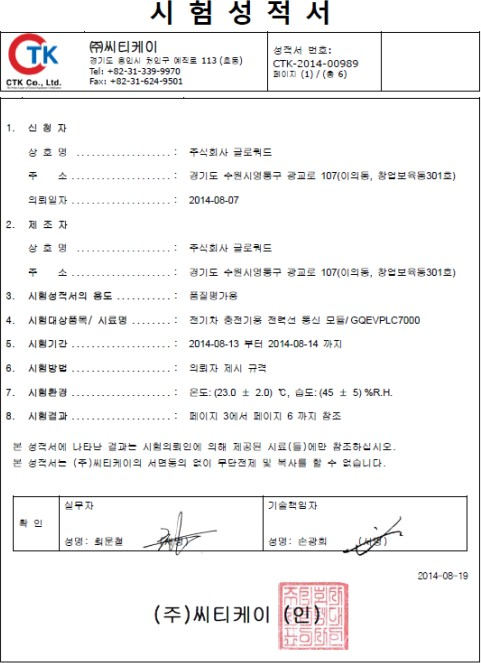 시 험 성 적 서
CTK
CTK Co., Ltd.
㈜씨티케이
경기도 용인시 처인구 예직로 113 (호동)
Tel: +82-31-339-9970
Fax: +82-31-624-9501
성적서 번호:
CTK-2014-00989
페이지 (1) / (총 6)
1. 신 청 자
상 호 명 ................... : 주식회사 글로쿼드
주 소 ................... : 경기도 수원시영통구 광교로 107(이의동, 창업보육동301호)
의뢰일자 ................... : 2014-08-07
2. 제 조 자
상 호 명 ................... : 주식회사 글로쿼드
주 소 ................... : 경기도 수원시영통구 광교로 107(이의동, 창업보육동301호)
3. 시험성적서의 용도 ........... : 품질평가용
4. 시험대상품목/ 시료명 ........ : 전기차 충전기용 전력선 통신 모듈/ GQEVPLC7000
5. 시험기간 .................... : 2014-08-13 부터 2014-08-14 까지
6. 시험방법 .................... : 의뢰자 제시 규격
7. 시험환경 .................... : 온도: (23.0 ± 2.0) ℃, 습도: (45 ± 5) %R.H.
8. 시험결과 .................... : 페이지 3에서 페이지 6 까지 참조
본 성적서에 나타난 결과는 시험의뢰인에 의해 제공된 시료(들)에만 참조하십시오.
본 성적서는 (주)씨티케이의 서면동의 없이 무단전제 및 복사를 할 수 없습니다.
확 인
실무자
성명: 최문철 (서명)
기술책임자
성명: 손광희 (서명)
2014-08-19
(주)씨티케이 (인)